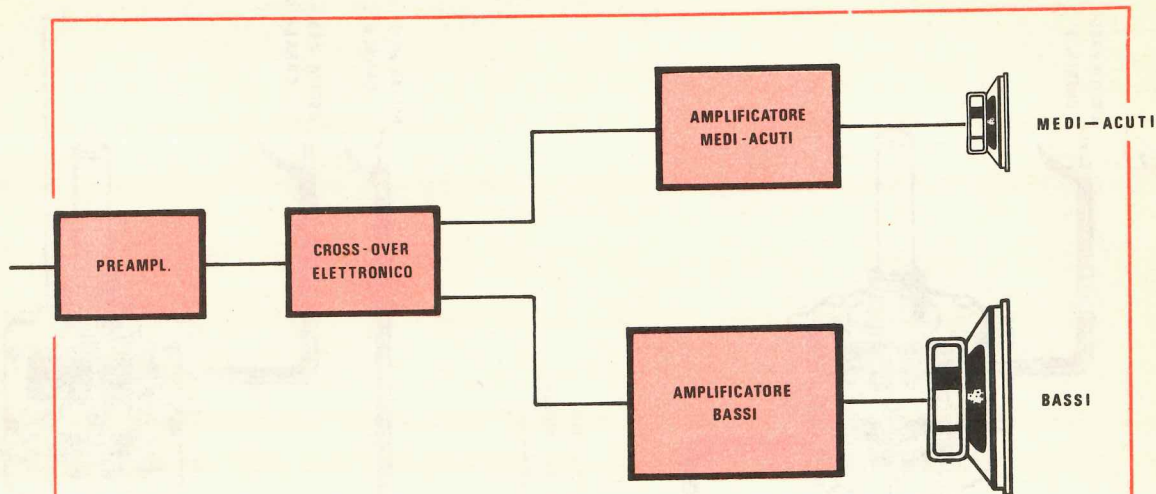 AMPLIFICATORE
MEDI-ACUTI
MEDI-ACUTI
PREAMPL.
CROSS-OVER
ELETTRONICO
AMPLIFICATORE
BASSI
BASSI